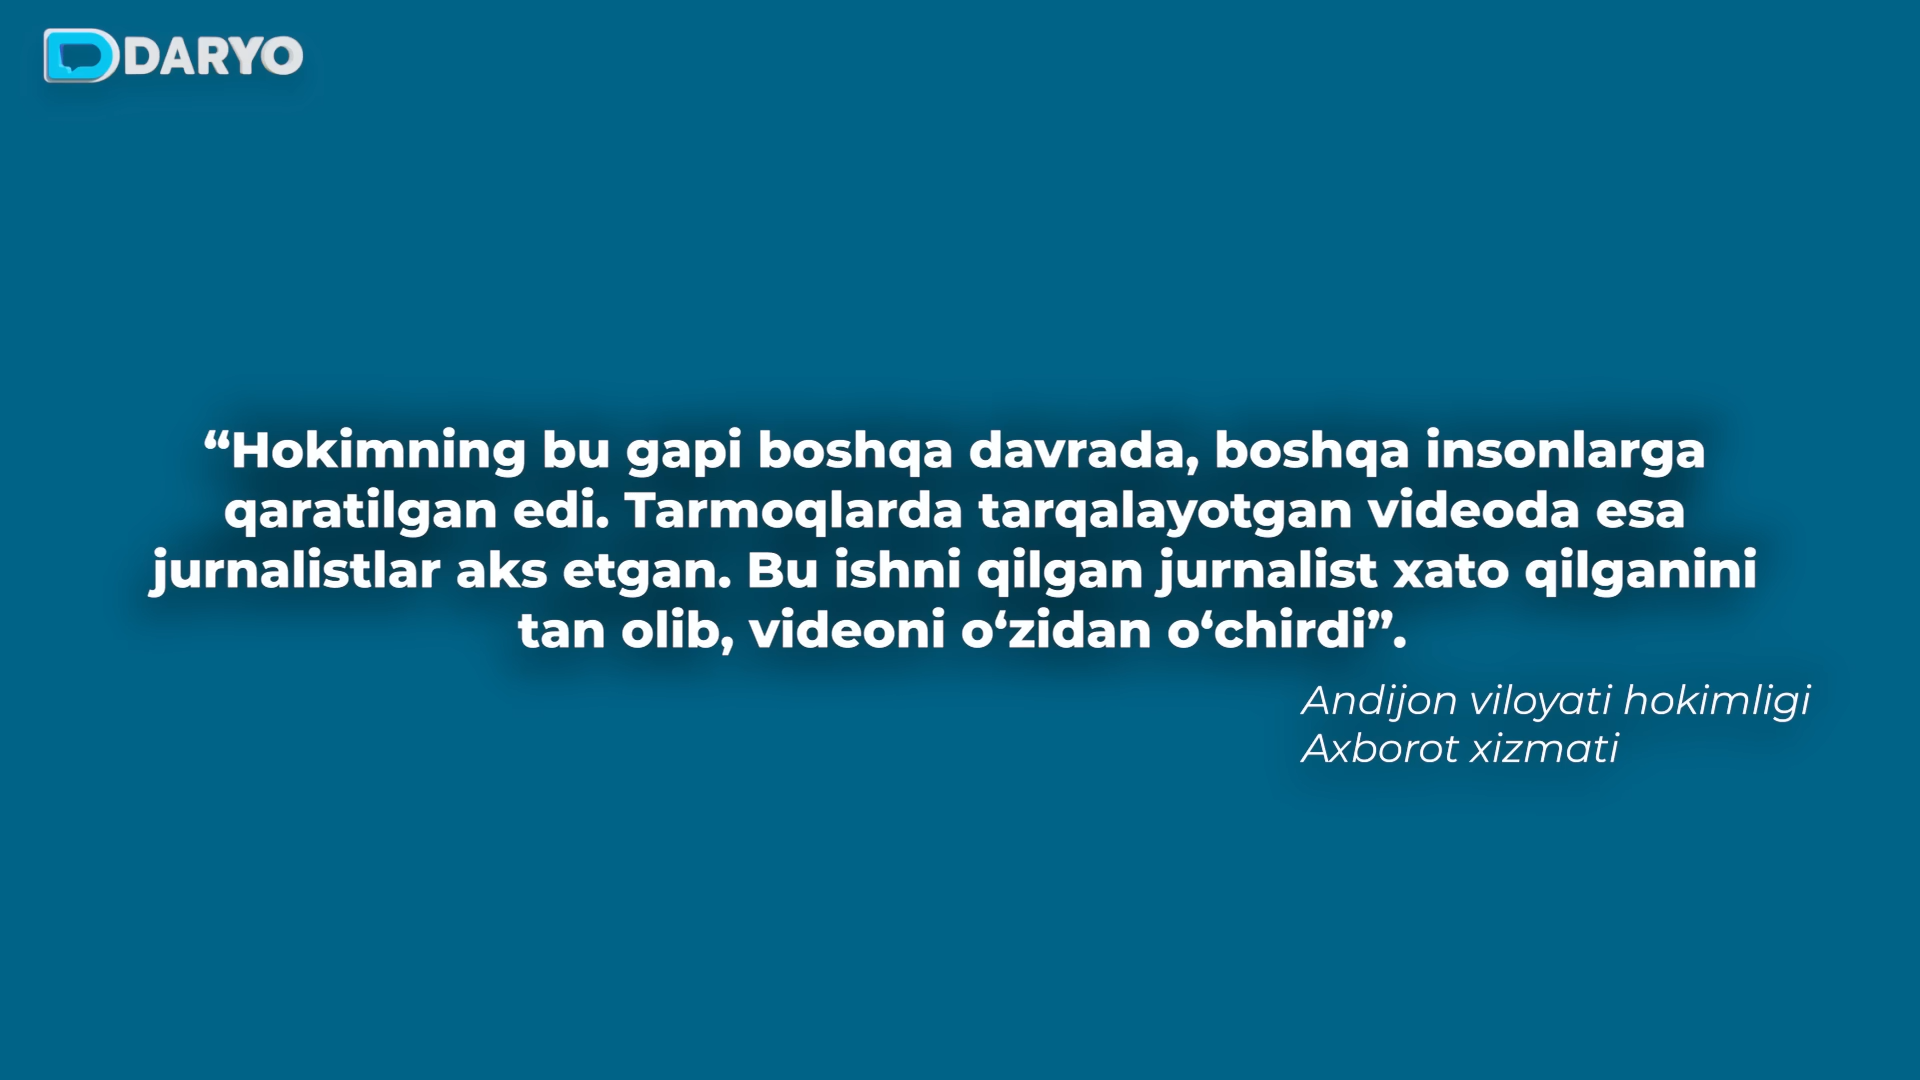 DARYO
“Hokimning bu gapi boshqa davrada, boshqa insonlarga
qaratilgan edi. Tarmoqlarda tarqalayotgan videoda esa
jurnalistlar aks etgan. Bu ishni qilgan jurnalist xato qilganini
tan olib, videoni o‘zidan o‘chirdi”.
Andijon viloyati hokimligi
Axborot xizmati